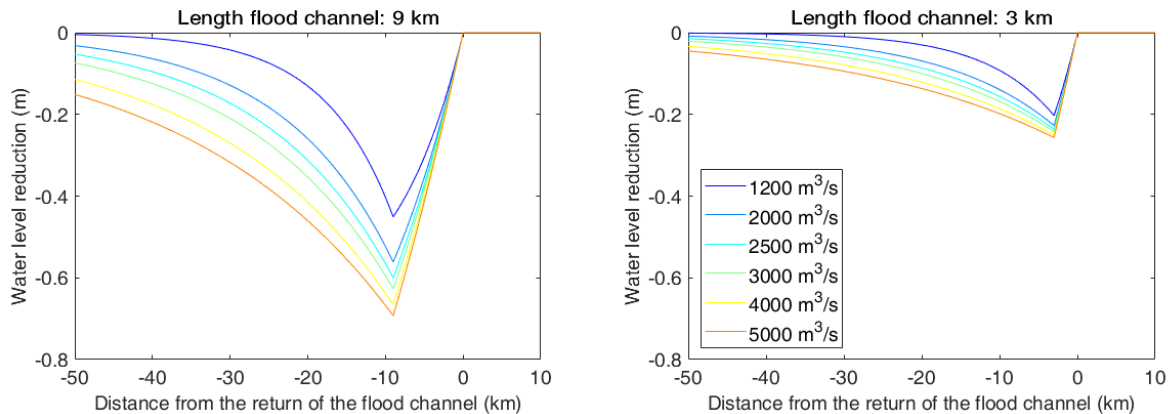 Length flood channel: 9 km
0
-0.2
-0.4
-0.6
-0.8
Water level reduction (m)
-50 -40 -30 -20 -10 0 10
Distance from the return of the flood channel (km)
Length flood channel: 3 km
0
-0.2
-0.4
-0.6
-0.8
Water level reduction (m)
1200 m³/s
2000 m³/s
2500 m³/s
3000 m³/s
4000 m³/s
5000 m³/s
-50 -40 -30 -20 -10 0 10
Distance from the return of the flood channel (km)